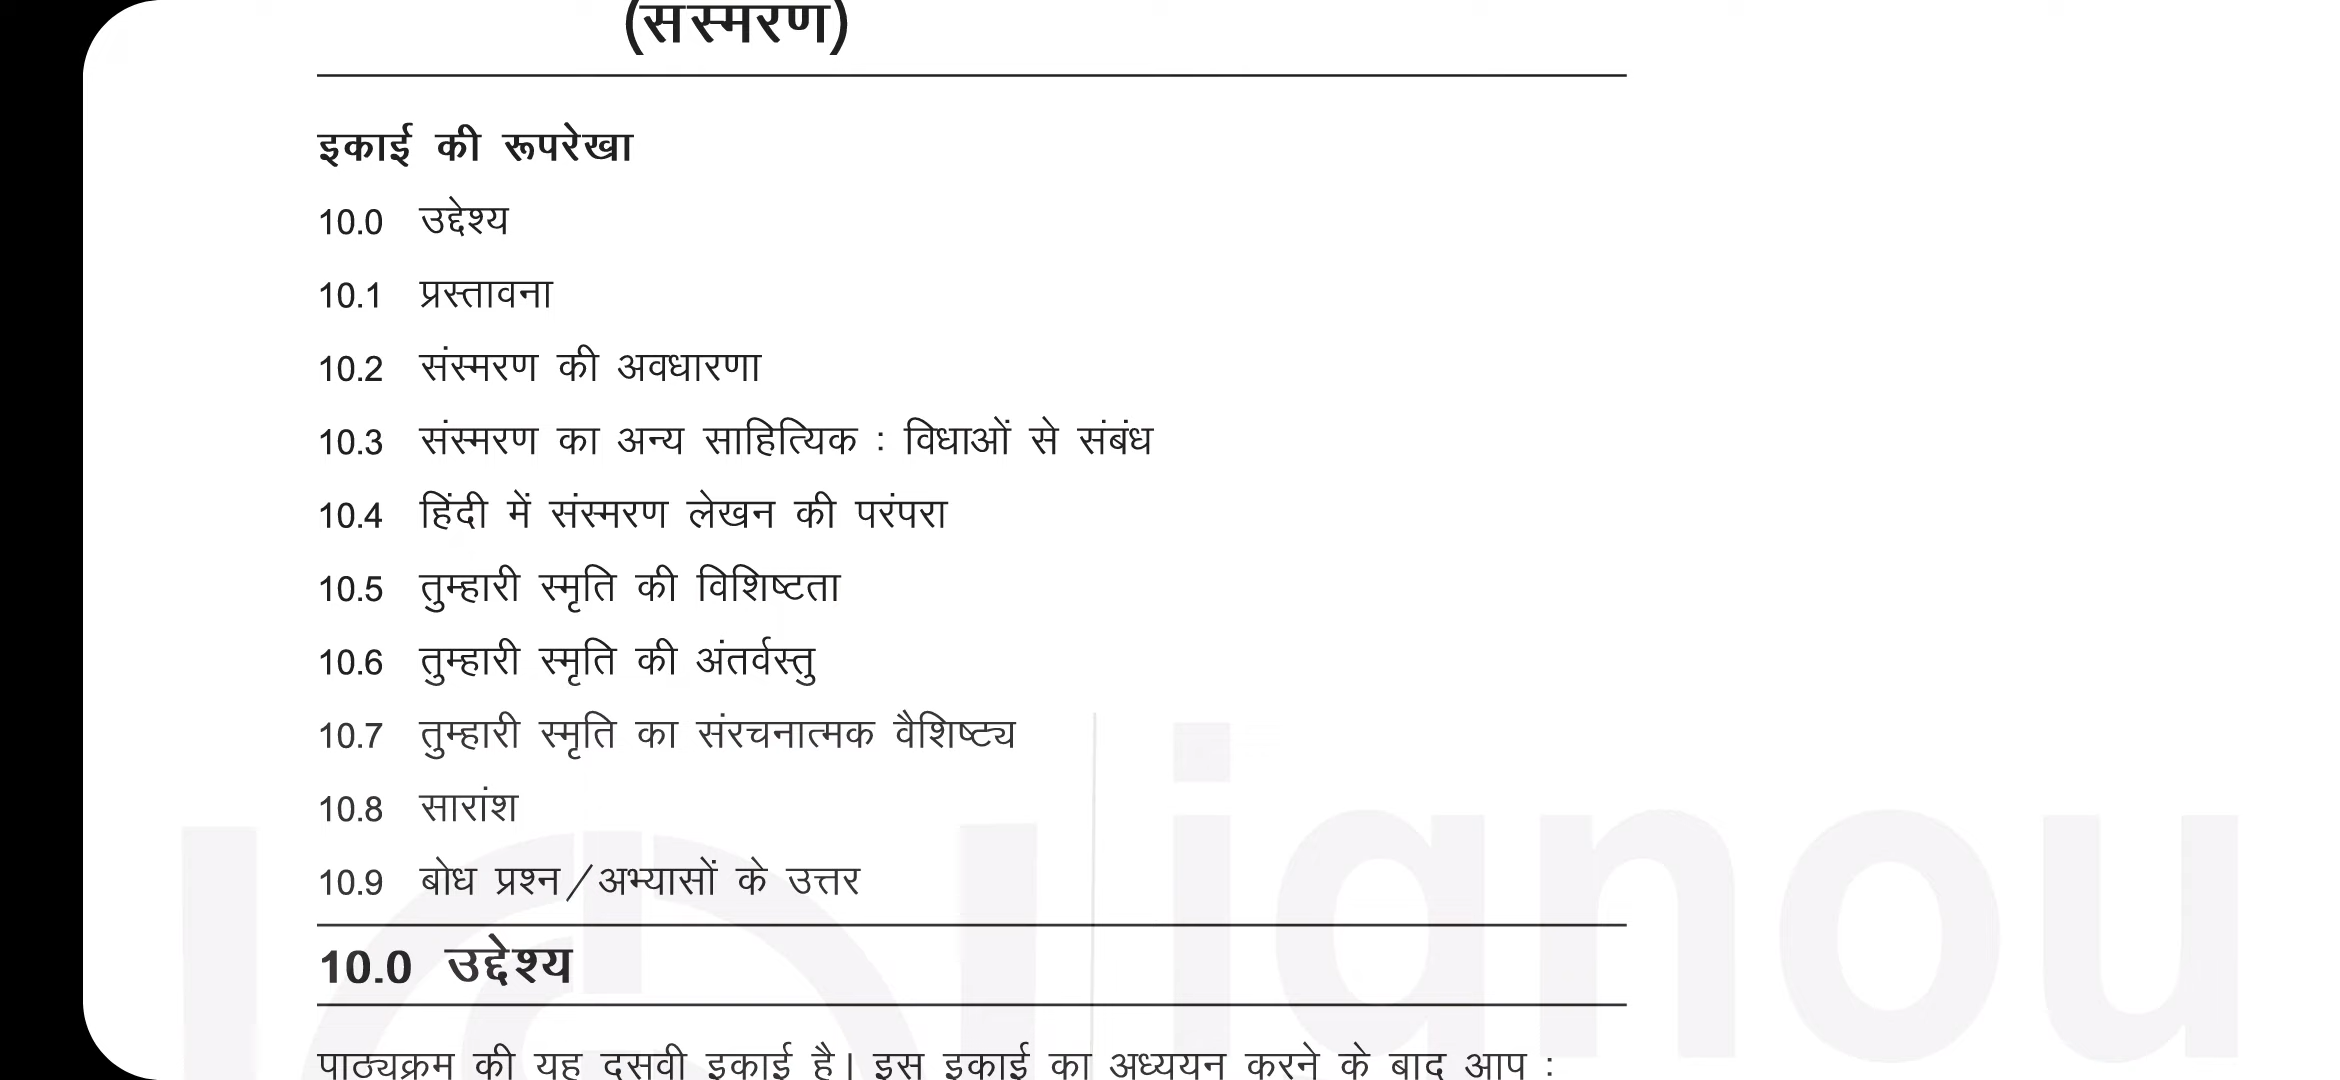 (संस्मरण)
इकाई की रूपरेखा
10.0 उद्देश्य
10.1 प्रस्तावना
10.2 संस्मरण की अवधारणा
10.3 संस्मरण का अन्य साहित्यिक : विधाओं से संबंध
10.4 हिंदी में संस्मरण लेखन की परंपरा
10.5 तुम्हारी स्मृति की विशिष्टता
10.6 तुम्हारी स्मृति की अंतर्वस्तु
10.7 तुम्हारी स्मृति का संरचनात्मक वैशिष्ट्य
10.8 सारांश
10.9 बोध प्रश्न/अभ्यासों के उत्तर
10.0 उद्देश्य
पाठ्यक्रम की यह दसवी इकाई है। इस इकाई का अध्ययन करने के बाद आप :
ignou